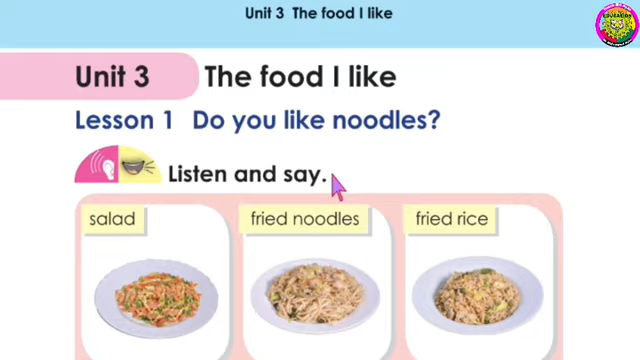 Unit 3 The food I like
Unit 3 The food I like
Lesson 1 Do you like noodles?
Listen and say.
salad
fried noodles
fried rice